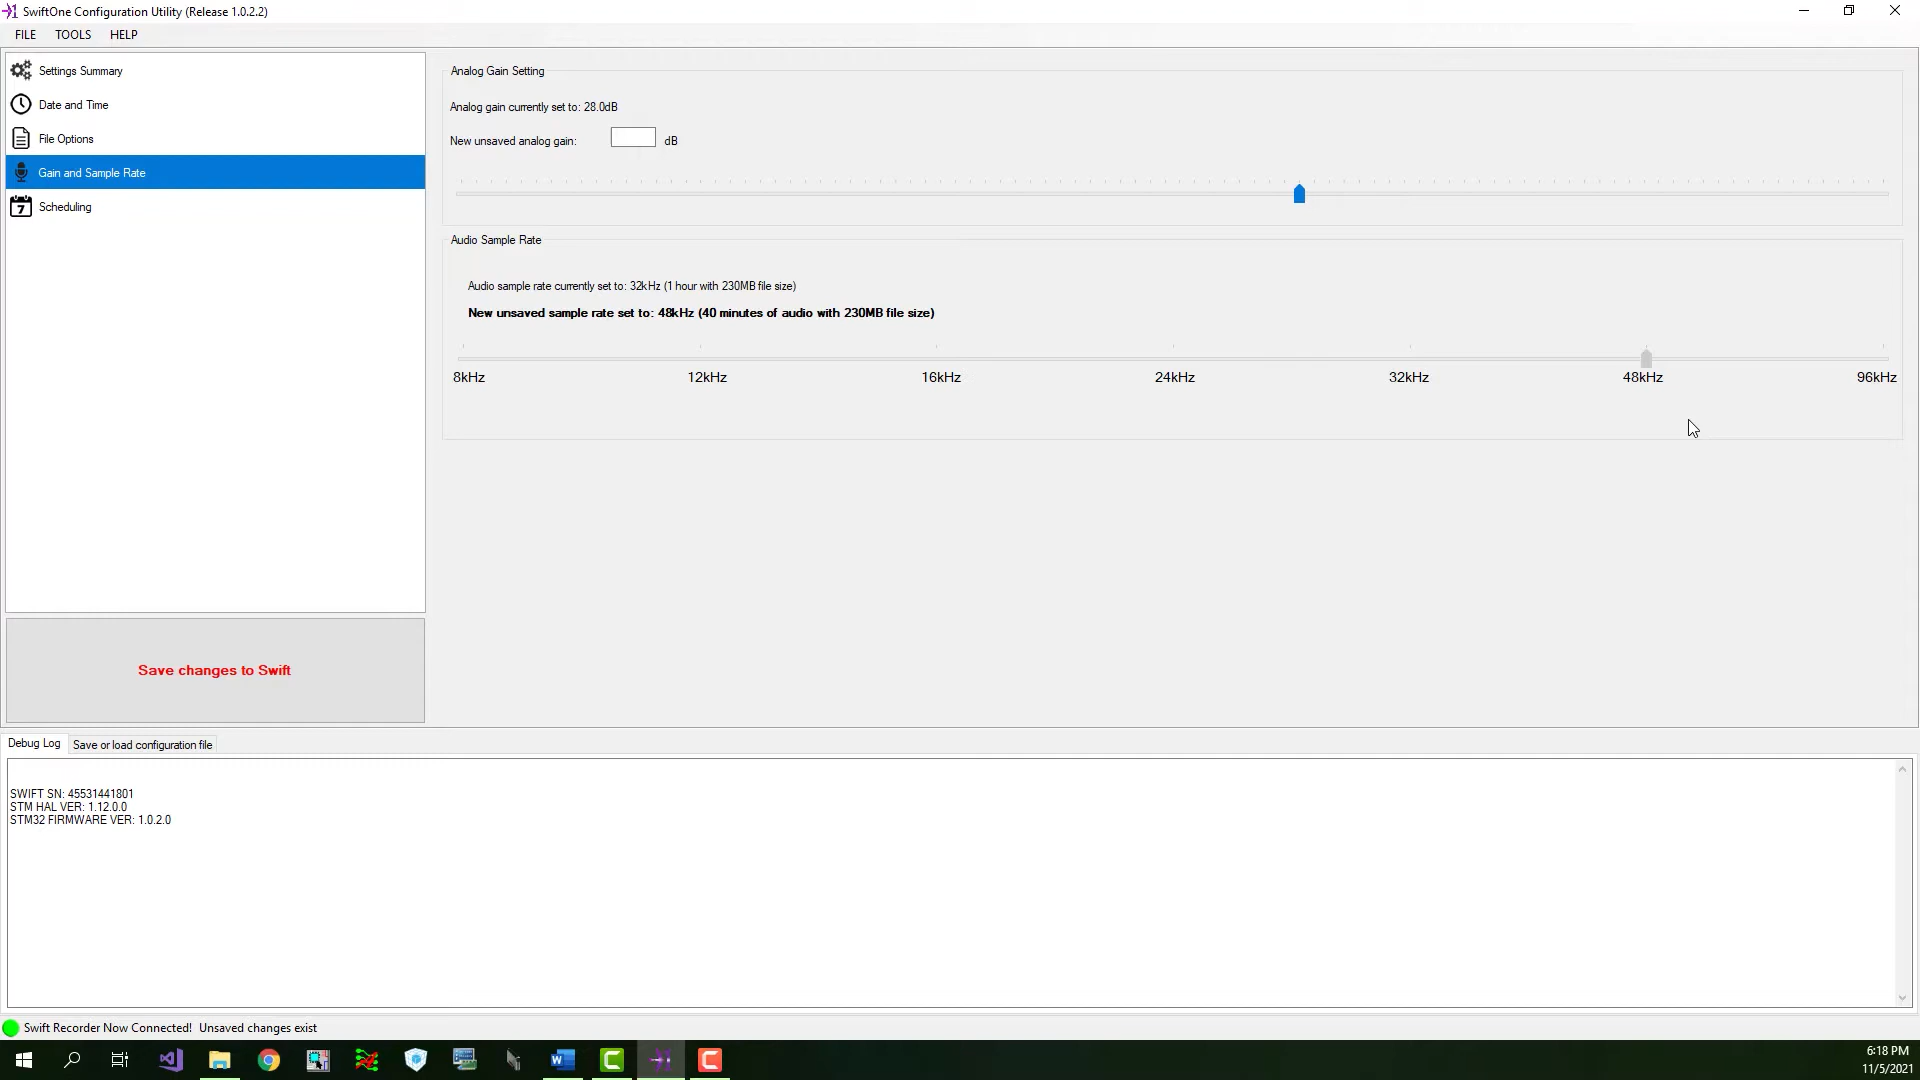 SwiftOne Configuration Utility (Release 1.0.2.2)
FILE TOOLS HELP
Settings Summary
Date and Time
File Options
Gain and Sample Rate
7 Scheduling
Save changes to Swift
Analog Gain Setting
Analog gain currently set to: 28.0dB
New unsaved analog gain: dB
Audio Sample Rate
Audio sample rate currently set to: 32kHz (1 hour with 230MB file size)
New unsaved sample rate set to: 48kHz (40 minutes of audio with 230MB file size)
8kHz 12kHz 16kHz 24kHz 32kHz 48kHz 96kHz
Debug Log Save or load configuration file
SWIFT SN: 45531441801
STM HAL VER: 1.12.0.0
STM32 FIRMWARE VER: 1.0.2.0
Swift Recorder Now Connected! Unsaved changes exist
6:18 PM
11/5/2021